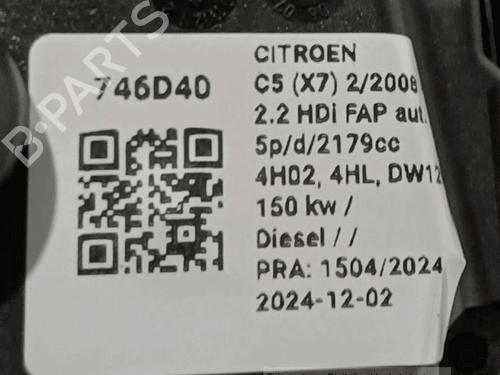 B-PARTS
746D40
CITROEN
C5 (X7) 2/2008
2.2 HDi FAP aut.
5p/d/2179cc
4H02, 4HL, DW12
150 kw /
Diesel / /
PRA: 1504/2024
2024-12-02